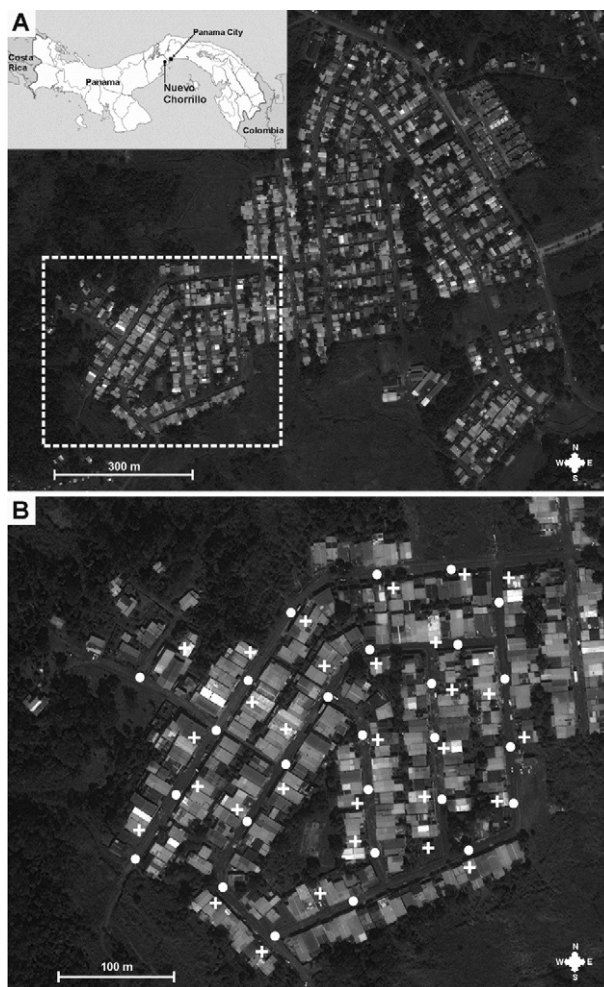 A
Panama City
Costa
Rica
Panama
Nuevo
Chorrillo
Colombia
300 m
N
W E
S
B
100 m
N
W E
S